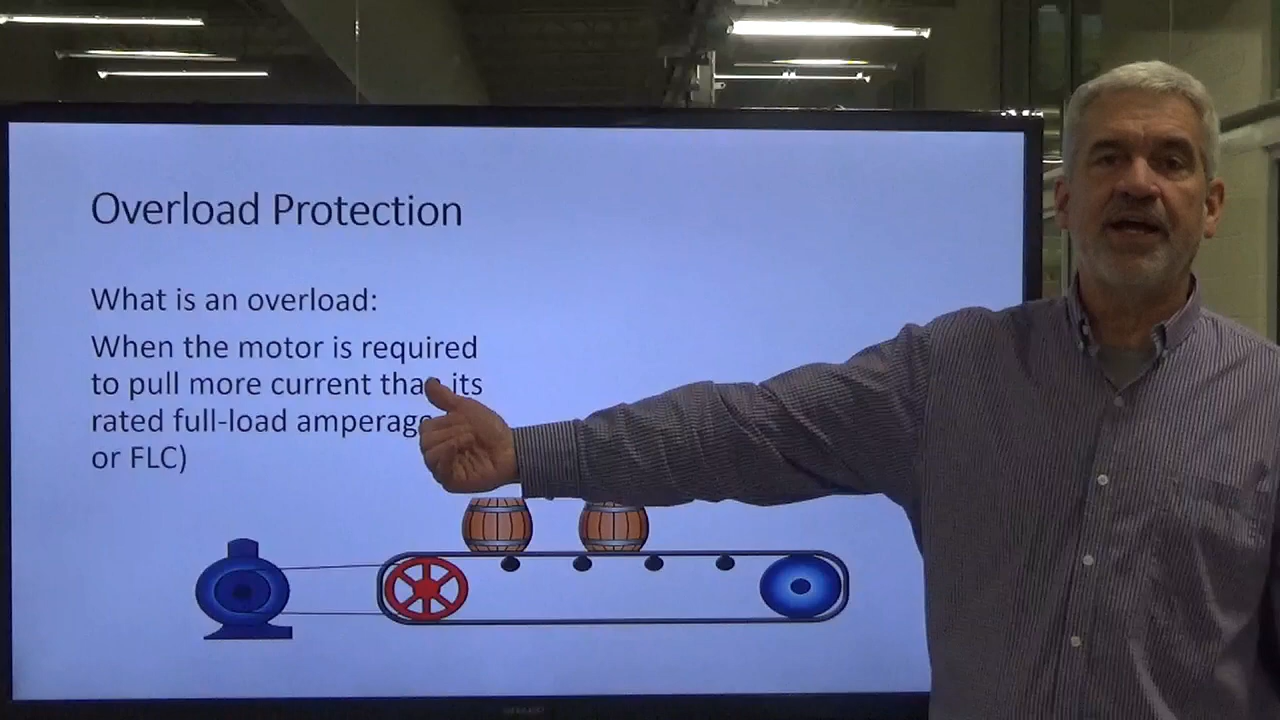 Overload Protection
What is an overload:
When the motor is required
to pull more current than its
rated full-load amperage
or FLC)